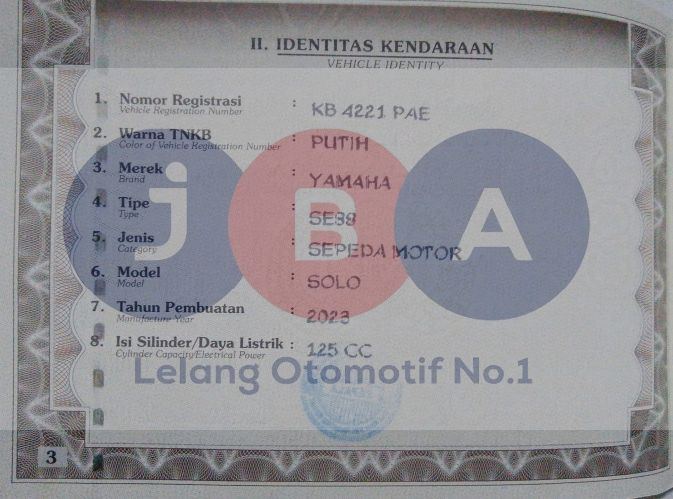 II. IDENTITAS KENDARAAN
VEHICLE IDENTITY
1. Nomor Registrasi : KB 4221 PAE
Vehicle Registration Number
2. Warna TNKB : PUTIH
Color of Vehicle Registration Number
3. Merek : YAMAHA
Brand
4. Tipe : SE88
Type
5. Jenis : SEPEDA MOTOR
Category
6. Model : SOLO
Model
7. Tahun Pembuatan : 2023
Manufacture Year
8. Isi Silinder/Daya Listrik : 125 CC
Cylinder Capacity/Electrical Power
JBA
Lelang Otomotif No.1
3